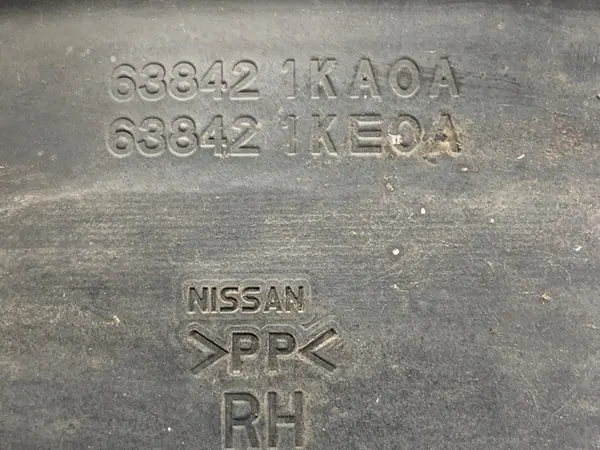 63842 1KA0A
63842 1KE0A
NISSAN
>PP<
RH